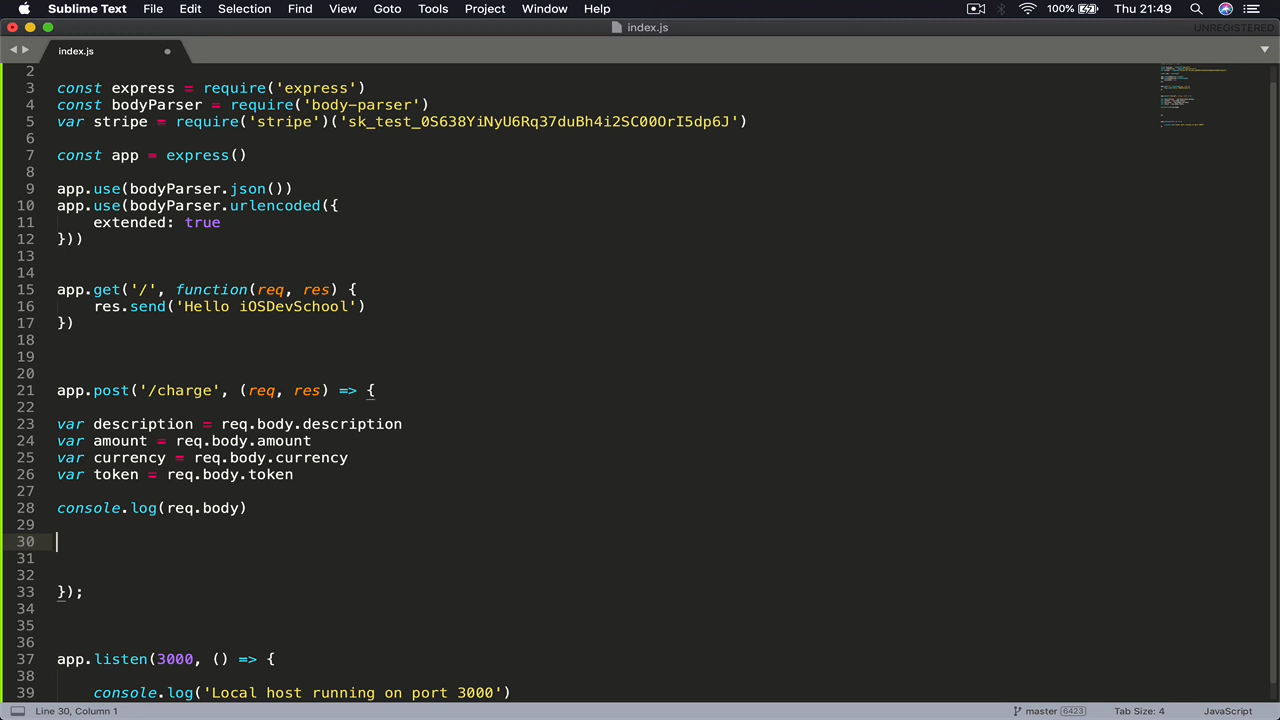 Sublime Text File Edit Selection Find View Goto Tools Project Window Help 100% Thu 21:49
index.js UNREGISTERED
index.js
2
3 const express = require('express')
4 const bodyParser = require('body-parser')
5 var stripe = require('stripe')('sk_test_0S638YiNyU6Rq37duBh4i2SC00OrI5dp6J')
6
7 const app = express()
8
9 app.use(bodyParser.json())
10 app.use(bodyParser.urlencoded({
11 extended: true
12 }))
13
14
15 app.get('/', function(req, res) {
16 res.send('Hello iOSDevSchool')
17 })
18
19
20
21 app.post('/charge', (req, res) => {
22
23 var description = req.body.description
24 var amount = req.body.amount
25 var currency = req.body.currency
26 var token = req.body.token
27
28 console.log(req.body)
29
30
31
32
33 });
34
35
36
37 app.listen(3000, () => {
38
39 console.log('Local host running on port 3000')
Line 30, Column 1 master 6423 Tab Size: 4 JavaScript